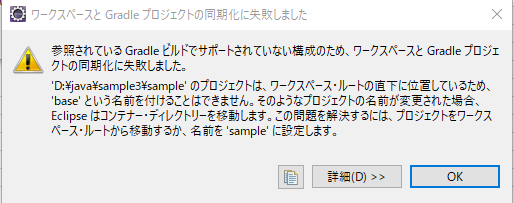 ワークスペースと Gradle プロジェクトの同期化に失敗しました
参照されている Gradle ビルドでサポートされていない構成のため、ワークスペースと Gradle プロジェ
クトの同期化に失敗しました。
'D:¥java¥sample3¥sample' のプロジェクトは、ワークスペース・ルートの直下に位置しているため、
'base' という名前を付けることはできません。そのようなプロジェクトの名前が変更された場合、
Eclipse はコンテナー・ディレクトリーを移動します。この問題を解決するには、プロジェクトをワークス
ペース・ルートから移動するか、名前を 'sample' に設定します。
詳細(D) >>
OK